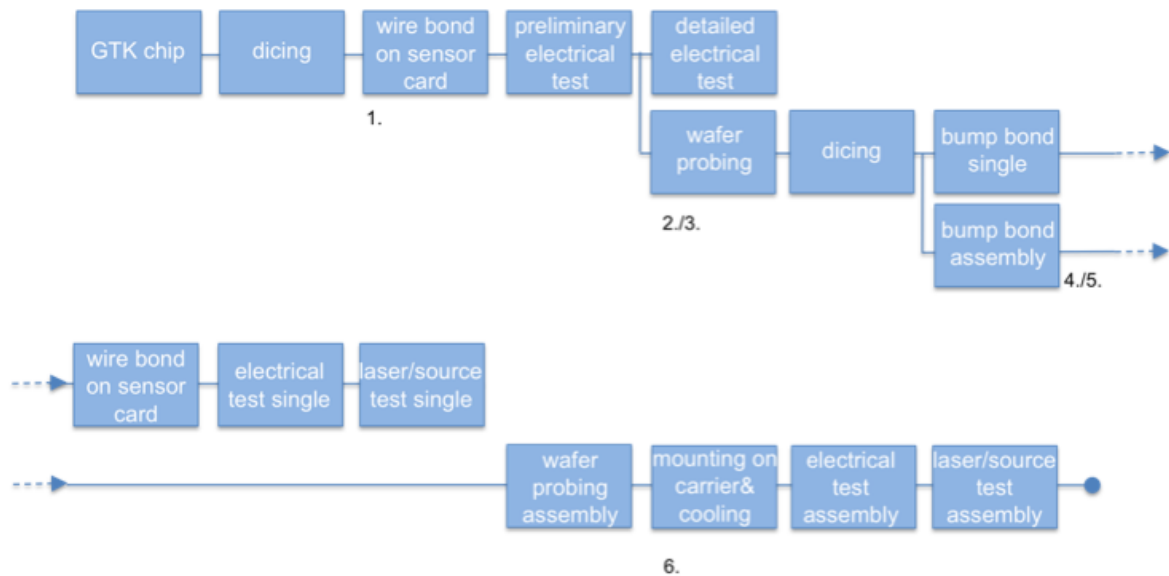 GTK chip
dicing
wire bond
on sensor
card
preliminary
electrical
test
detailed
electrical
test
1.
wafer
probing
dicing
bump bond
single
2./3.
bump bond
assembly
4./5.
wire bond
on sensor
card
electrical
test single
laser/source
test single
wafer
probing
assembly
mounting on
carrier&
cooling
electrical
test
assembly
laser/source
test
assembly
6.